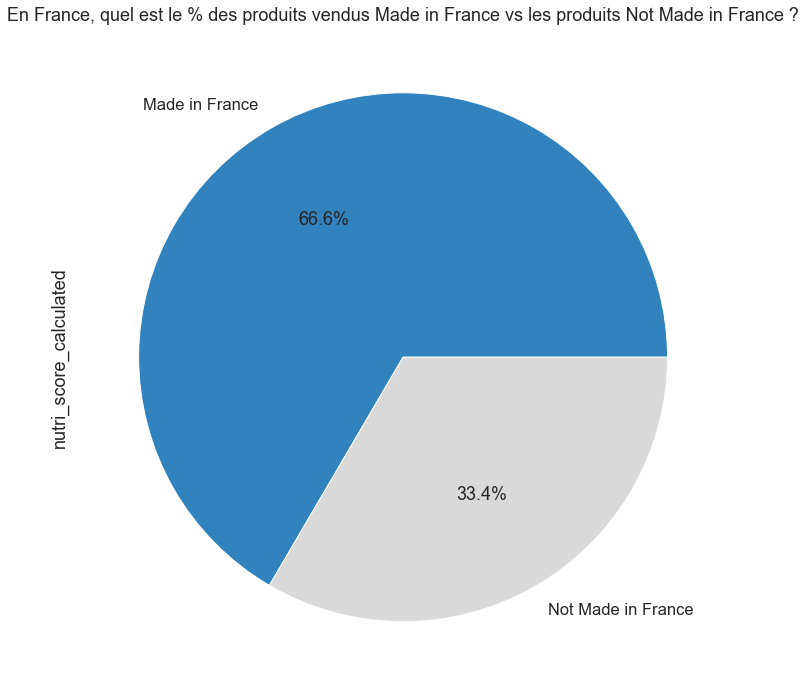 En France, quel est le % des produits vendus Made in France vs les produits Not Made in France ?
Made in France
66.6%
nutri_score_calculated
33.4%
Not Made in France